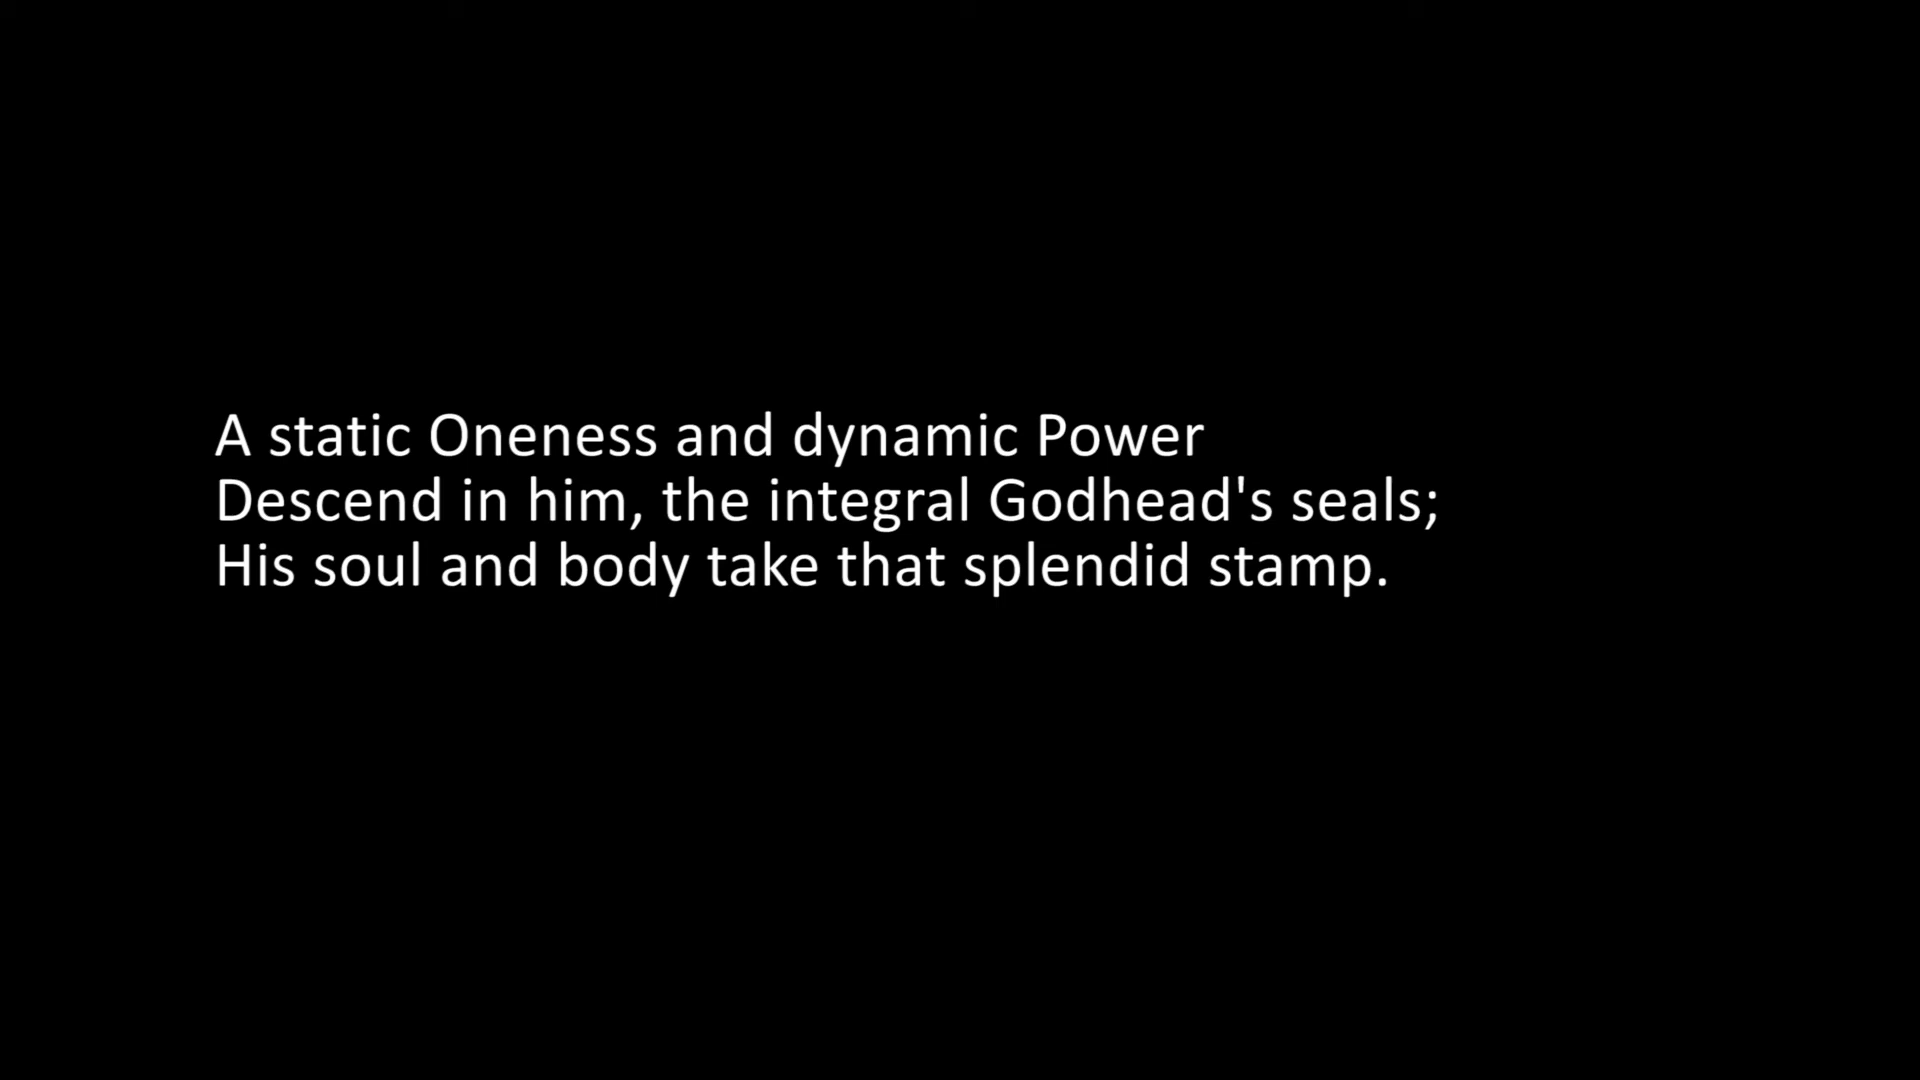 A static Oneness and dynamic Power
Descend in him, the integral Godhead's seals;
His soul and body take that splendid stamp.